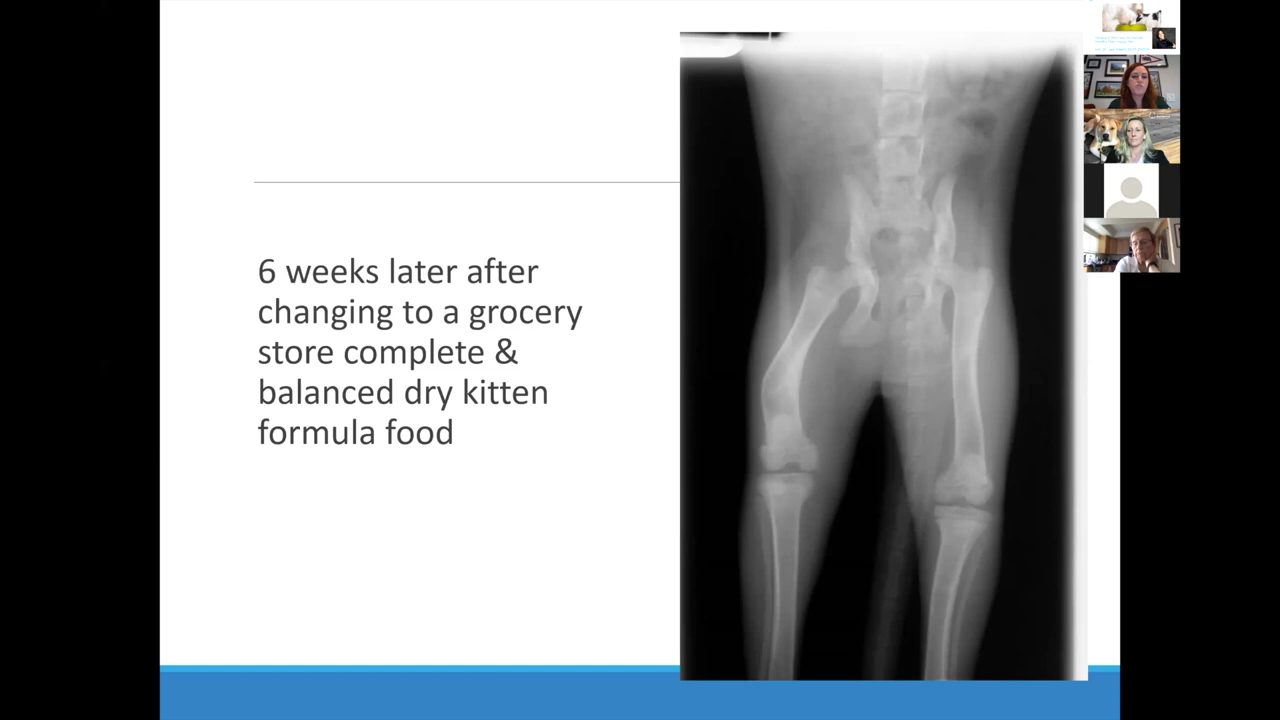 6 weeks later after
changing to a grocery
store complete &
balanced dry kitten
formula food